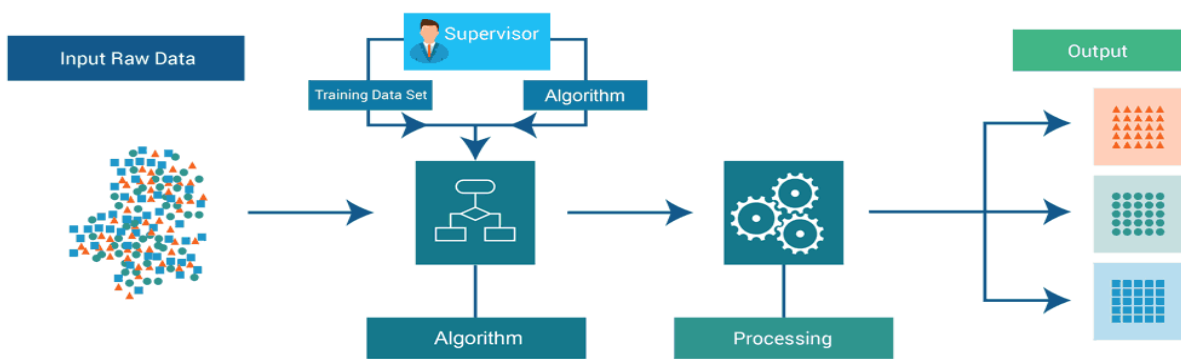 Supervisor
Input Raw Data
Output
Training Data Set
Algorithm
Algorithm
Processing